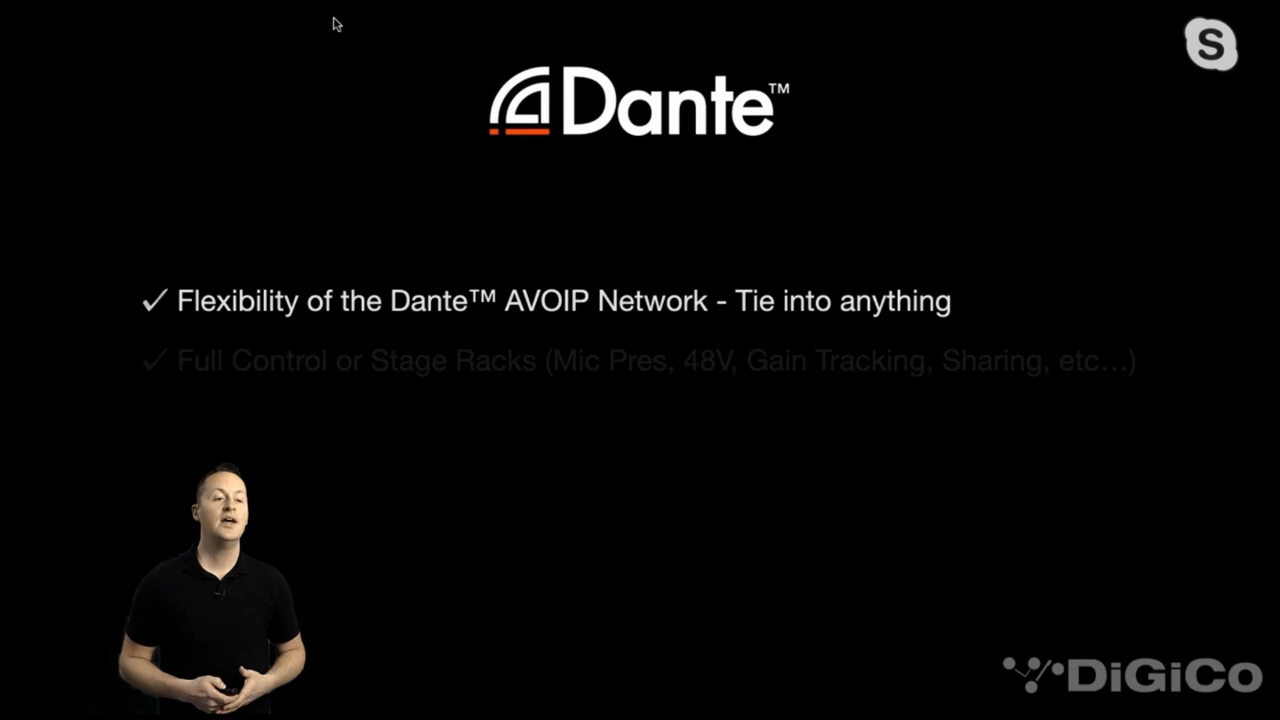 S
Dante™
✓ Flexibility of the Dante™ AVOIP Network - Tie into anything
✓ Full Control or Stage Racks (Mic Pres, 48V, Gain Tracking, Sharing, etc...)
DiGiCo